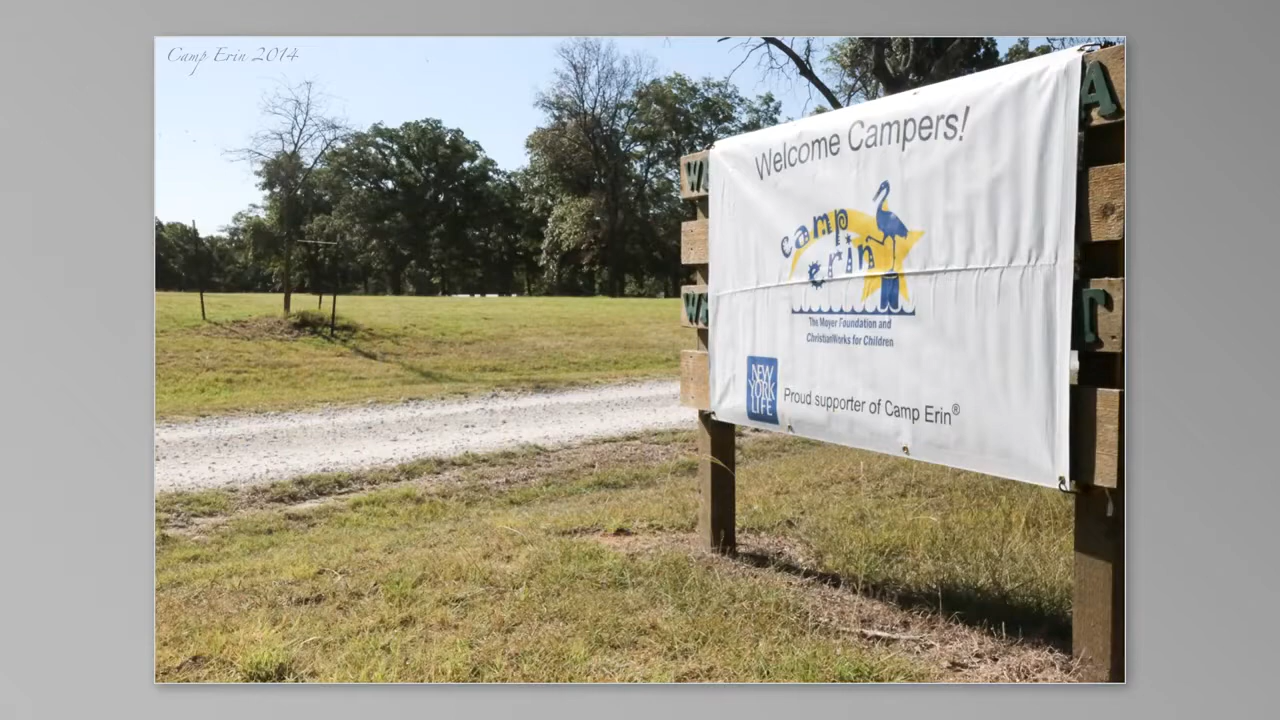 Camp Erin 2014
Welcome Campers!
camp
erin
The Moyer Foundation and
ChristianWorks for Children
NEW
YORK
LIFE
Proud supporter of Camp Erin®